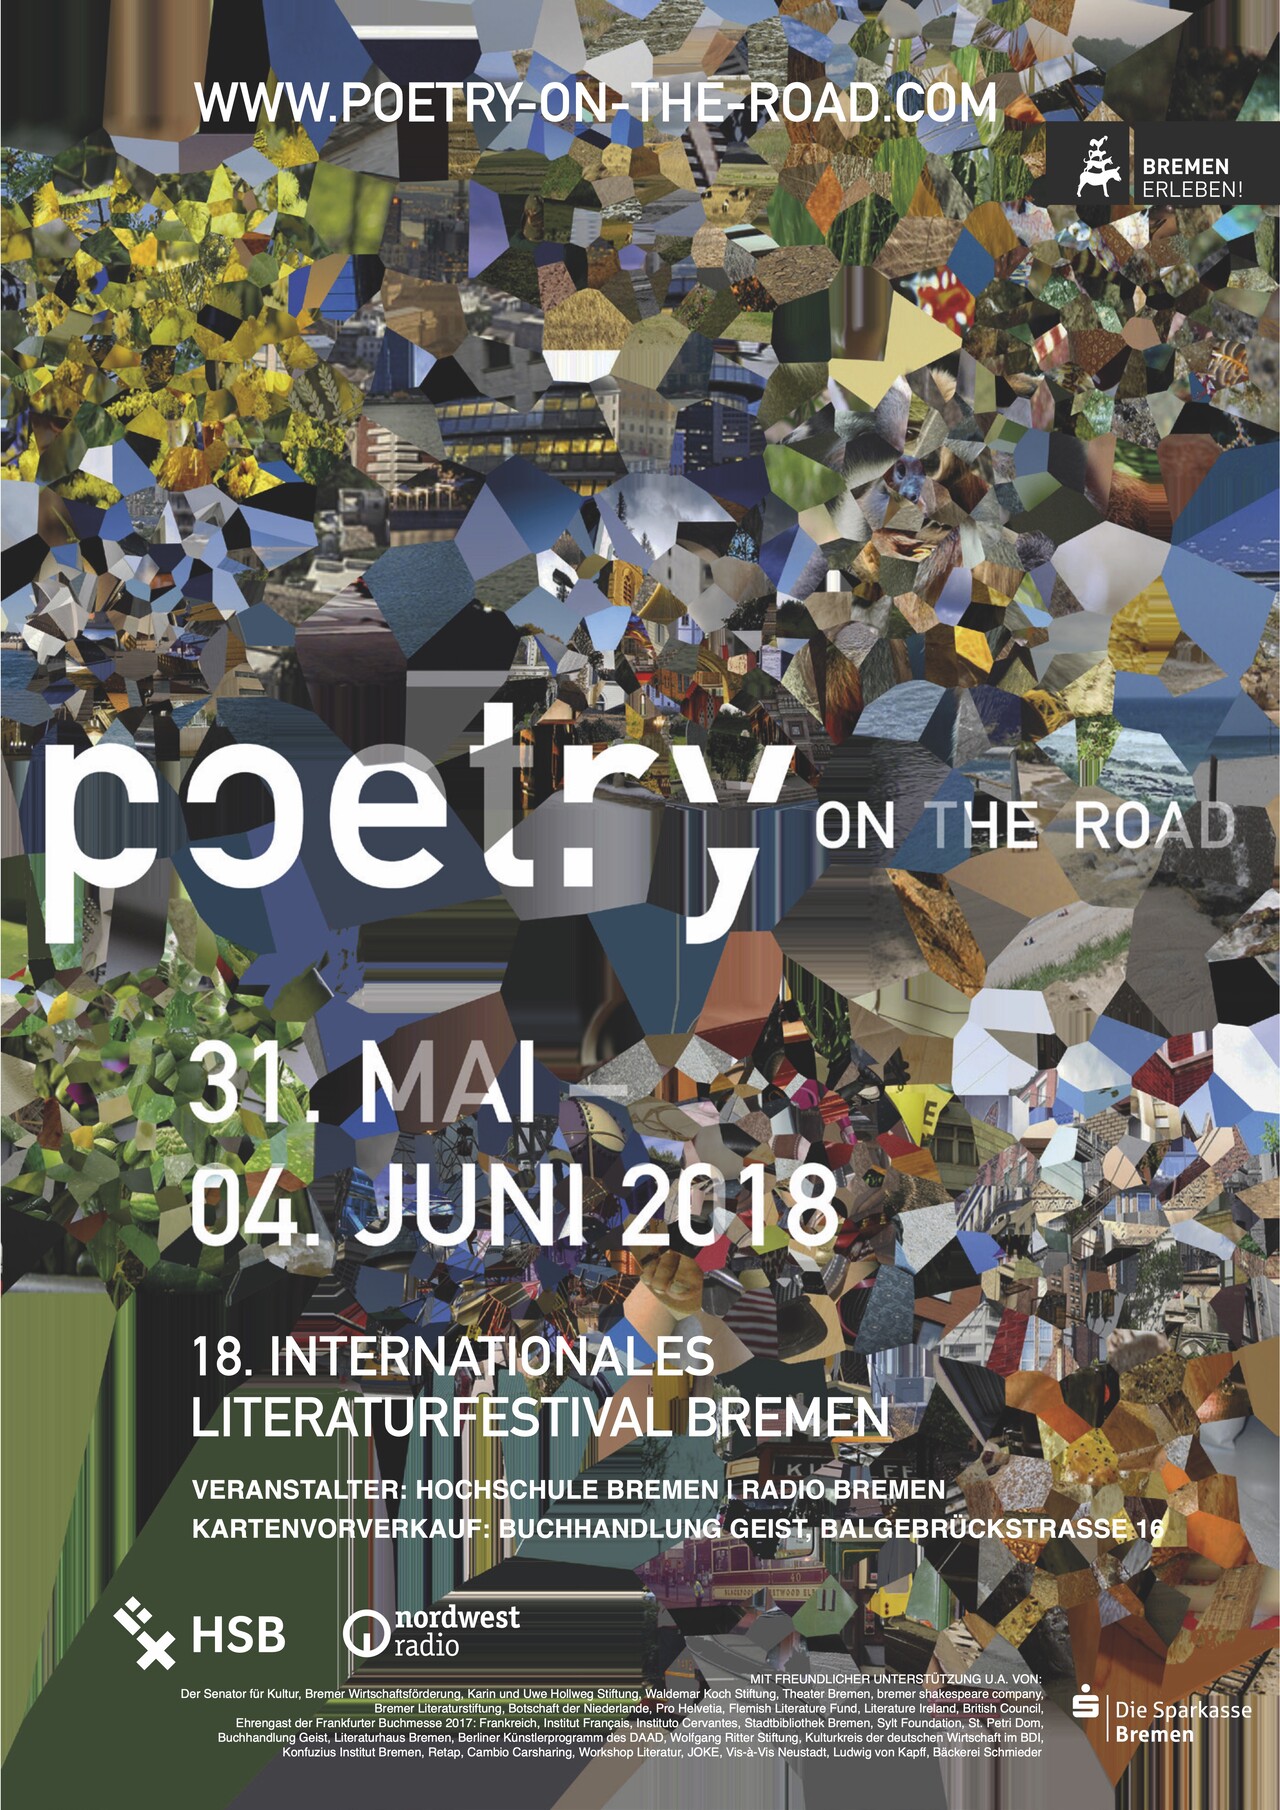 WWW.POETRY-ON-THE-ROAD.COM
BREMEN
ERLEBEN!
poetry ON THE ROAD
31. MAI –
04. JUNI 2018
18. INTERNATIONALES
LITERATURFESTIVAL BREMEN
VERANSTALTER: HOCHSCHULE BREMEN I RADIO BREMEN
KARTENVORVERKAUF: BUCHHANDLUNG GEIST, BALGEBRÜCKSTRASSE 16
HSB
nordwest
radio
MIT FREUNDLICHER UNTERSTÜTZUNG U.A. VON:
Der Senator für Kultur, Bremer Wirtschaftsförderung, Karin und Uwe Hollweg Stiftung, Waldemar Koch Stiftung, Theater Bremen, bremer shakespeare company,
Bremer Literaturstiftung, Botschaft der Niederlande, Pro Helvetia, Flemish Literature Fund, Literature Ireland, British Council,
Ehrengast der Frankfurter Buchmesse 2017: Frankreich, Institut Français, Instituto Cervantes, Stadtbibliothek Bremen, Sylt Foundation, St. Petri Dom,
Buchhandlung Geist, Literaturhaus Bremen, Berliner Künstlerprogramm des DAAD, Wolfgang Ritter Stiftung, Kulturkreis der deutschen Wirtschaft im BDI,
Konfuzius Institut Bremen, Retap, Cambio Carsharing, Workshop Literatur, JOKE, Vis-à-Vis Neustadt, Ludwig von Kapff, Bäckerei Schmieder
Die Sparkasse
Bremen